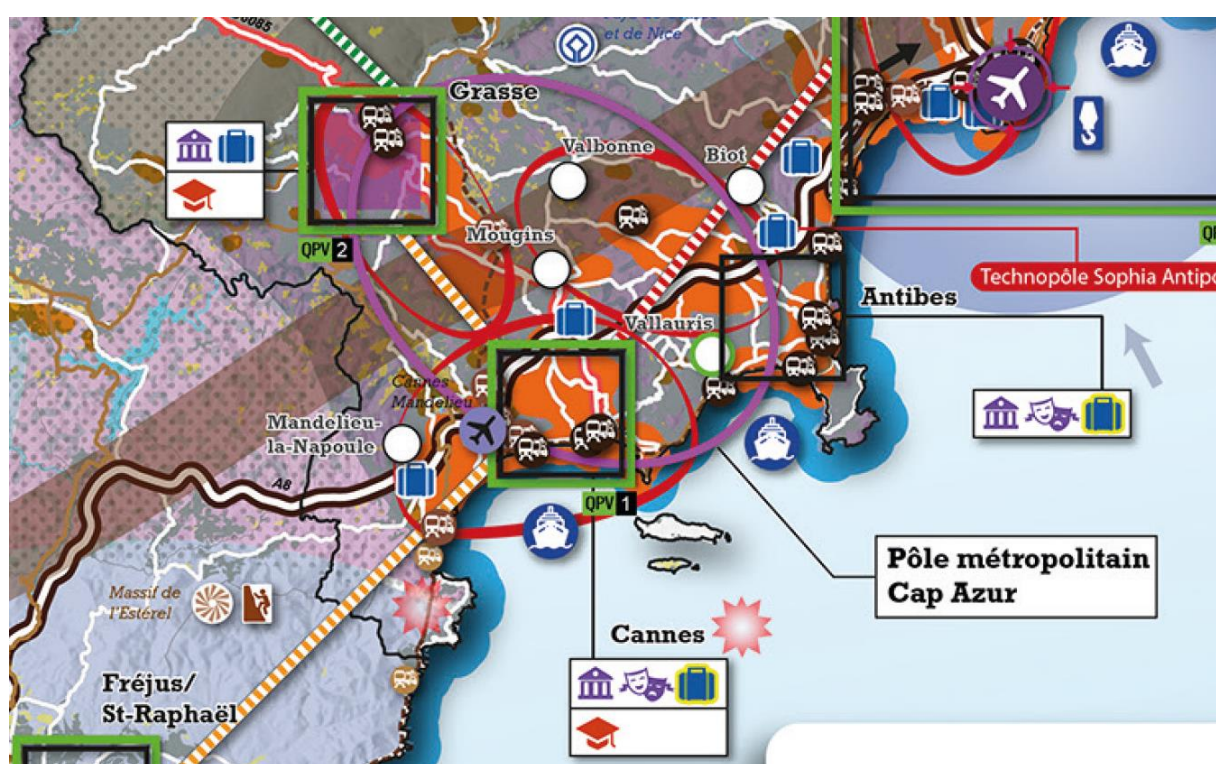 et de Nice
Grasse
Valbonne
Biot
QPV 2
Mougins
Technopôle Sophia Antipo
Antibes
Vallauris
Cannes
Mandelieu
Mandelieu-
la-Napoule
A8
QPV 1
Pôle métropolitain
Cap Azur
Massif de
l'Estérel
Cannes
Fréjus/
St-Raphaël